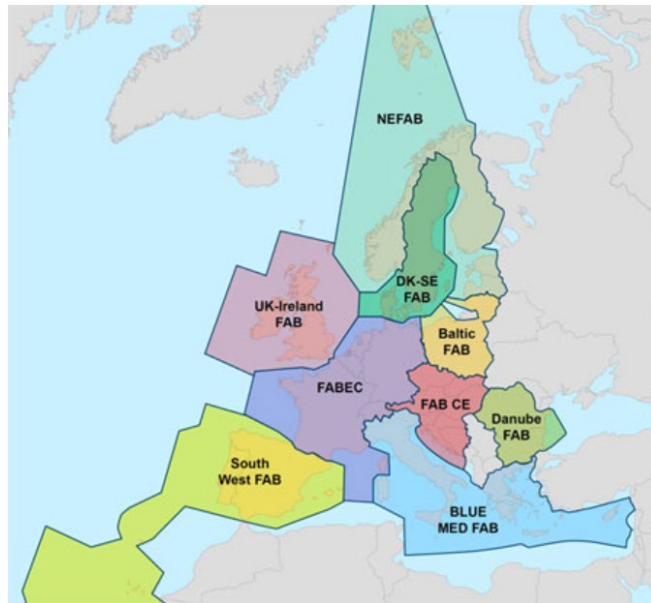 NEFAB
DK-SE
FAB
UK-Ireland
FAB
Baltic
FAB
FABEC
FAB CE
Danube
FAB
South
West FAB
BLUE
MED FAB